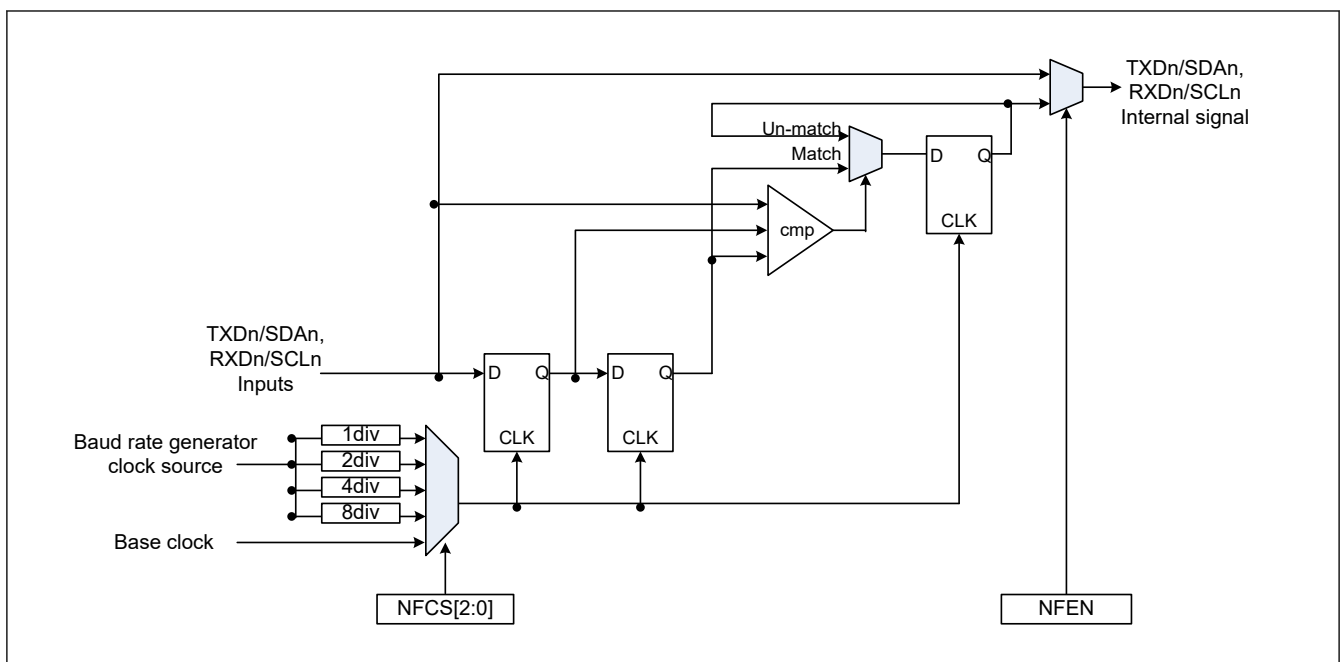 TXDn/SDAn,
RXDn/SCLn
Internal signal
Un-match
Match
D
Q
CLK
cmp
TXDn/SDAn,
RXDn/SCLn
Inputs
D
Q
CLK
D
Q
CLK
Baud rate generator
clock source
1div
2div
4div
8div
Base clock
NFCS[2:0]
NFEN